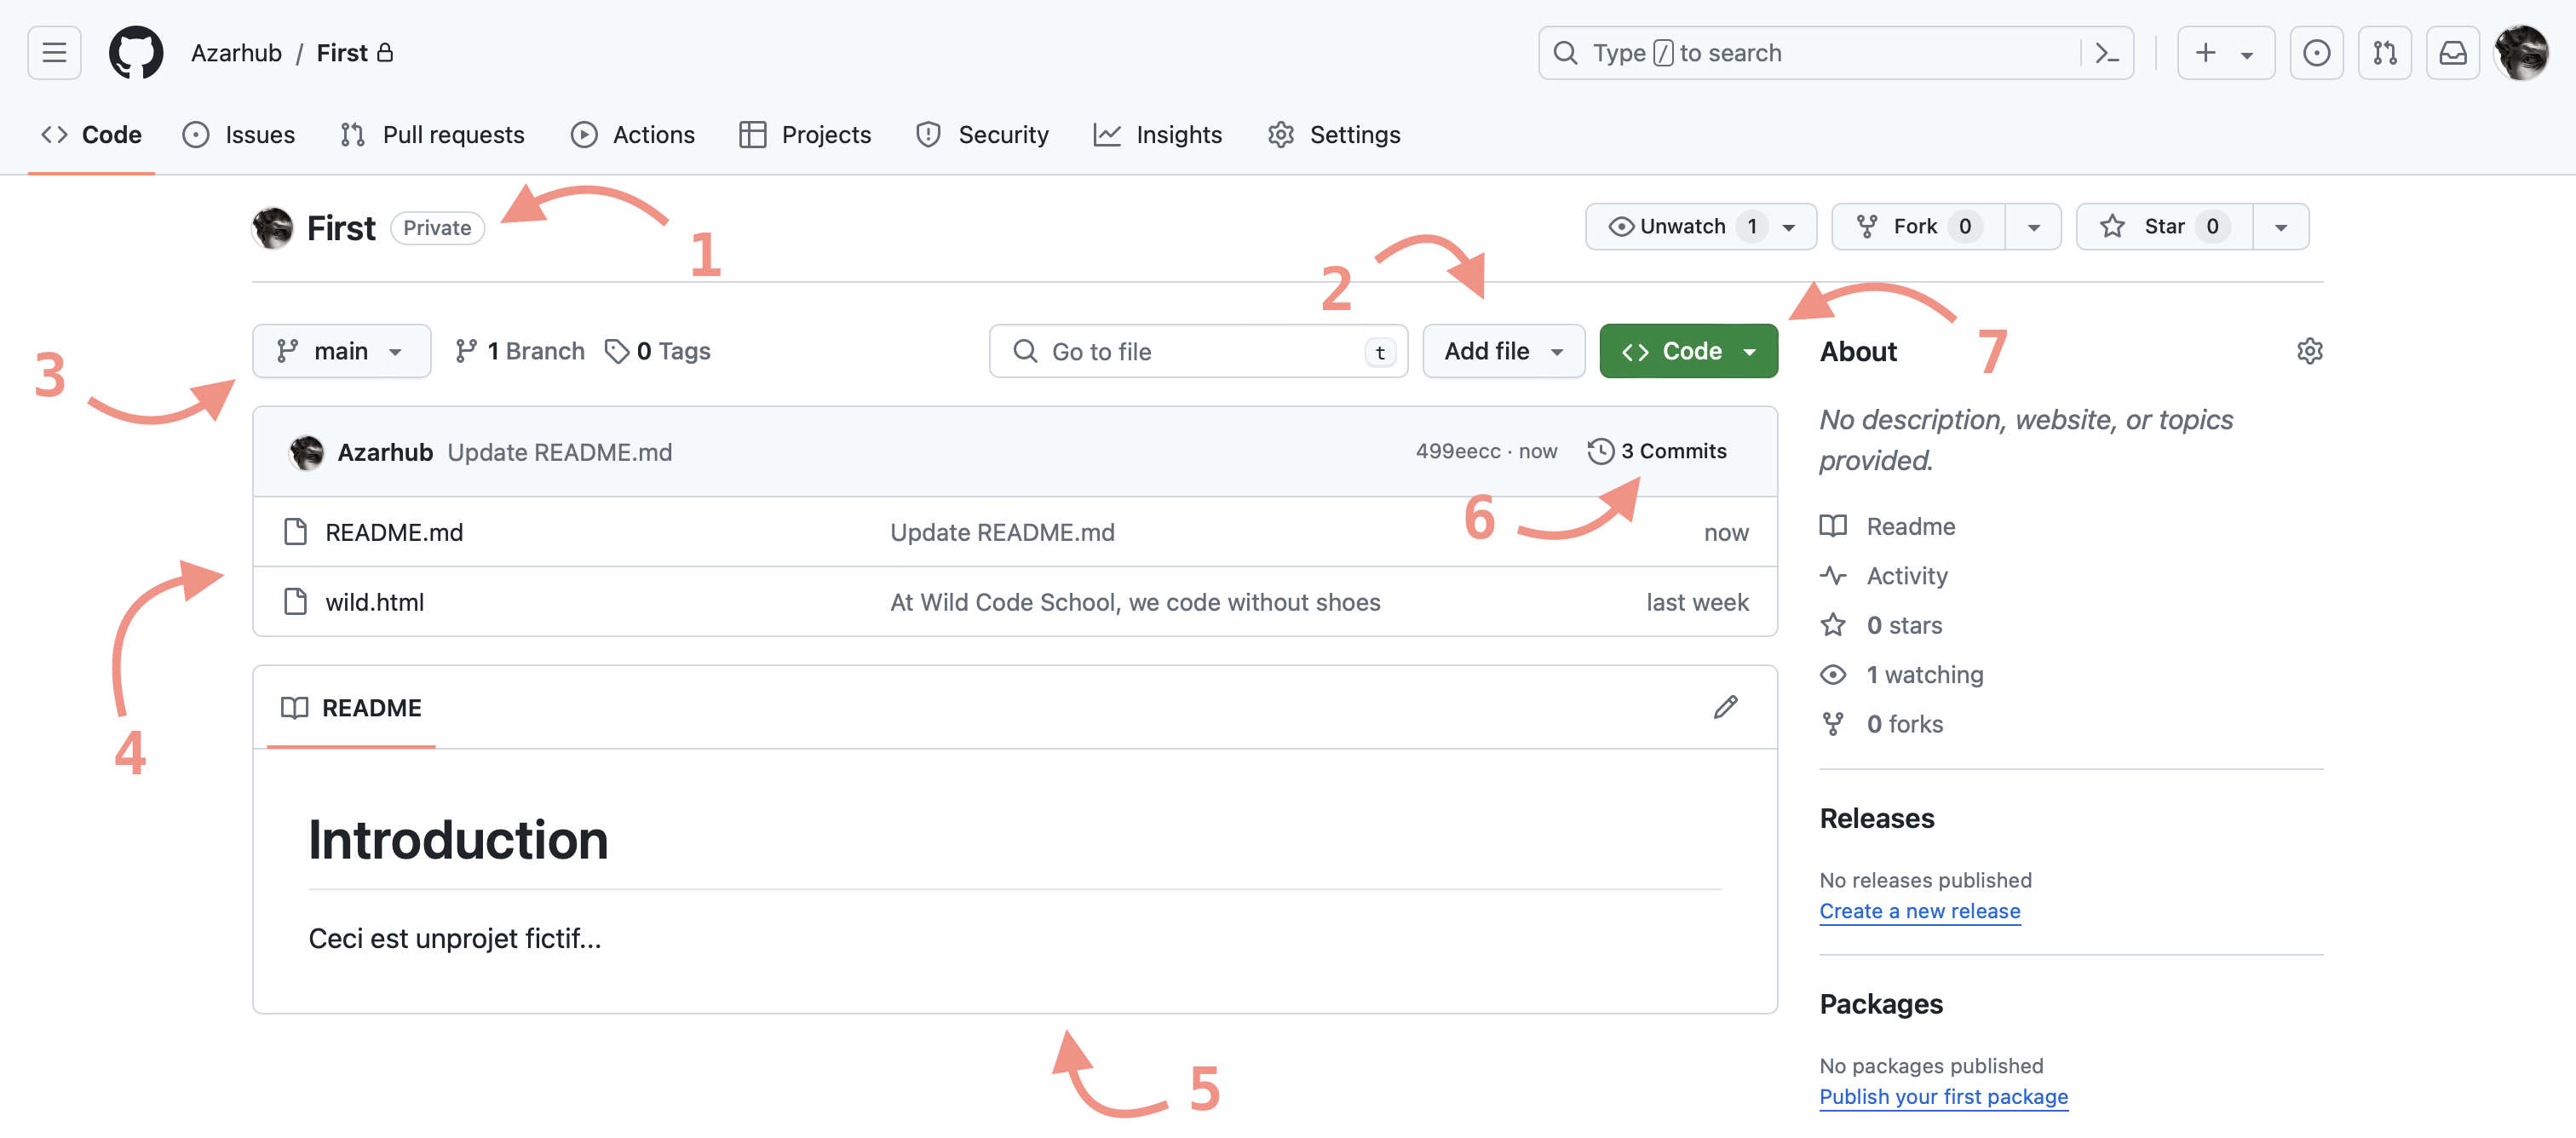 Azarhub / First
Type / to search
Code Issues Pull requests Actions Projects Security Insights Settings
First Private
Unwatch 1 Fork 0 Star 0
1
2
3
main 1 Branch 0 Tags
Go to file t
Add file
Code
7
Azarhub Update README.md 499eecc · now 3 Commits
6
README.md Update README.md now
wild.html At Wild Code School, we code without shoes last week
4
README
Introduction
Ceci est unprojet fictif...
5
About
No description, website, or topics
provided.
Readme
Activity
0 stars
1 watching
0 forks
Releases
No releases published
Create a new release
Packages
No packages published
Publish your first package